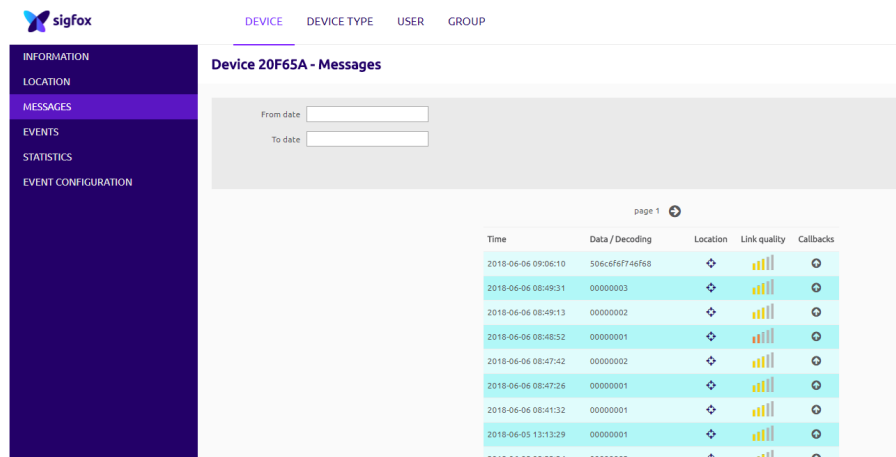 sigfox
DEVICE DEVICE TYPE USER GROUP
INFORMATION
LOCATION
MESSAGES
EVENTS
STATISTICS
EVENT CONFIGURATION
Device 20F65A - Messages
From date
To date
page 1
Time Data / Decoding Location Link quality Callbacks
2018-06-06 09:06:10 506c6f6f746f68
2018-06-06 08:49:31 00000003
2018-06-06 08:49:13 00000002
2018-06-06 08:48:52 00000001
2018-06-06 08:47:42 00000002
2018-06-06 08:47:26 00000001
2018-06-06 08:41:32 00000001
2018-06-05 13:13:29 00000001